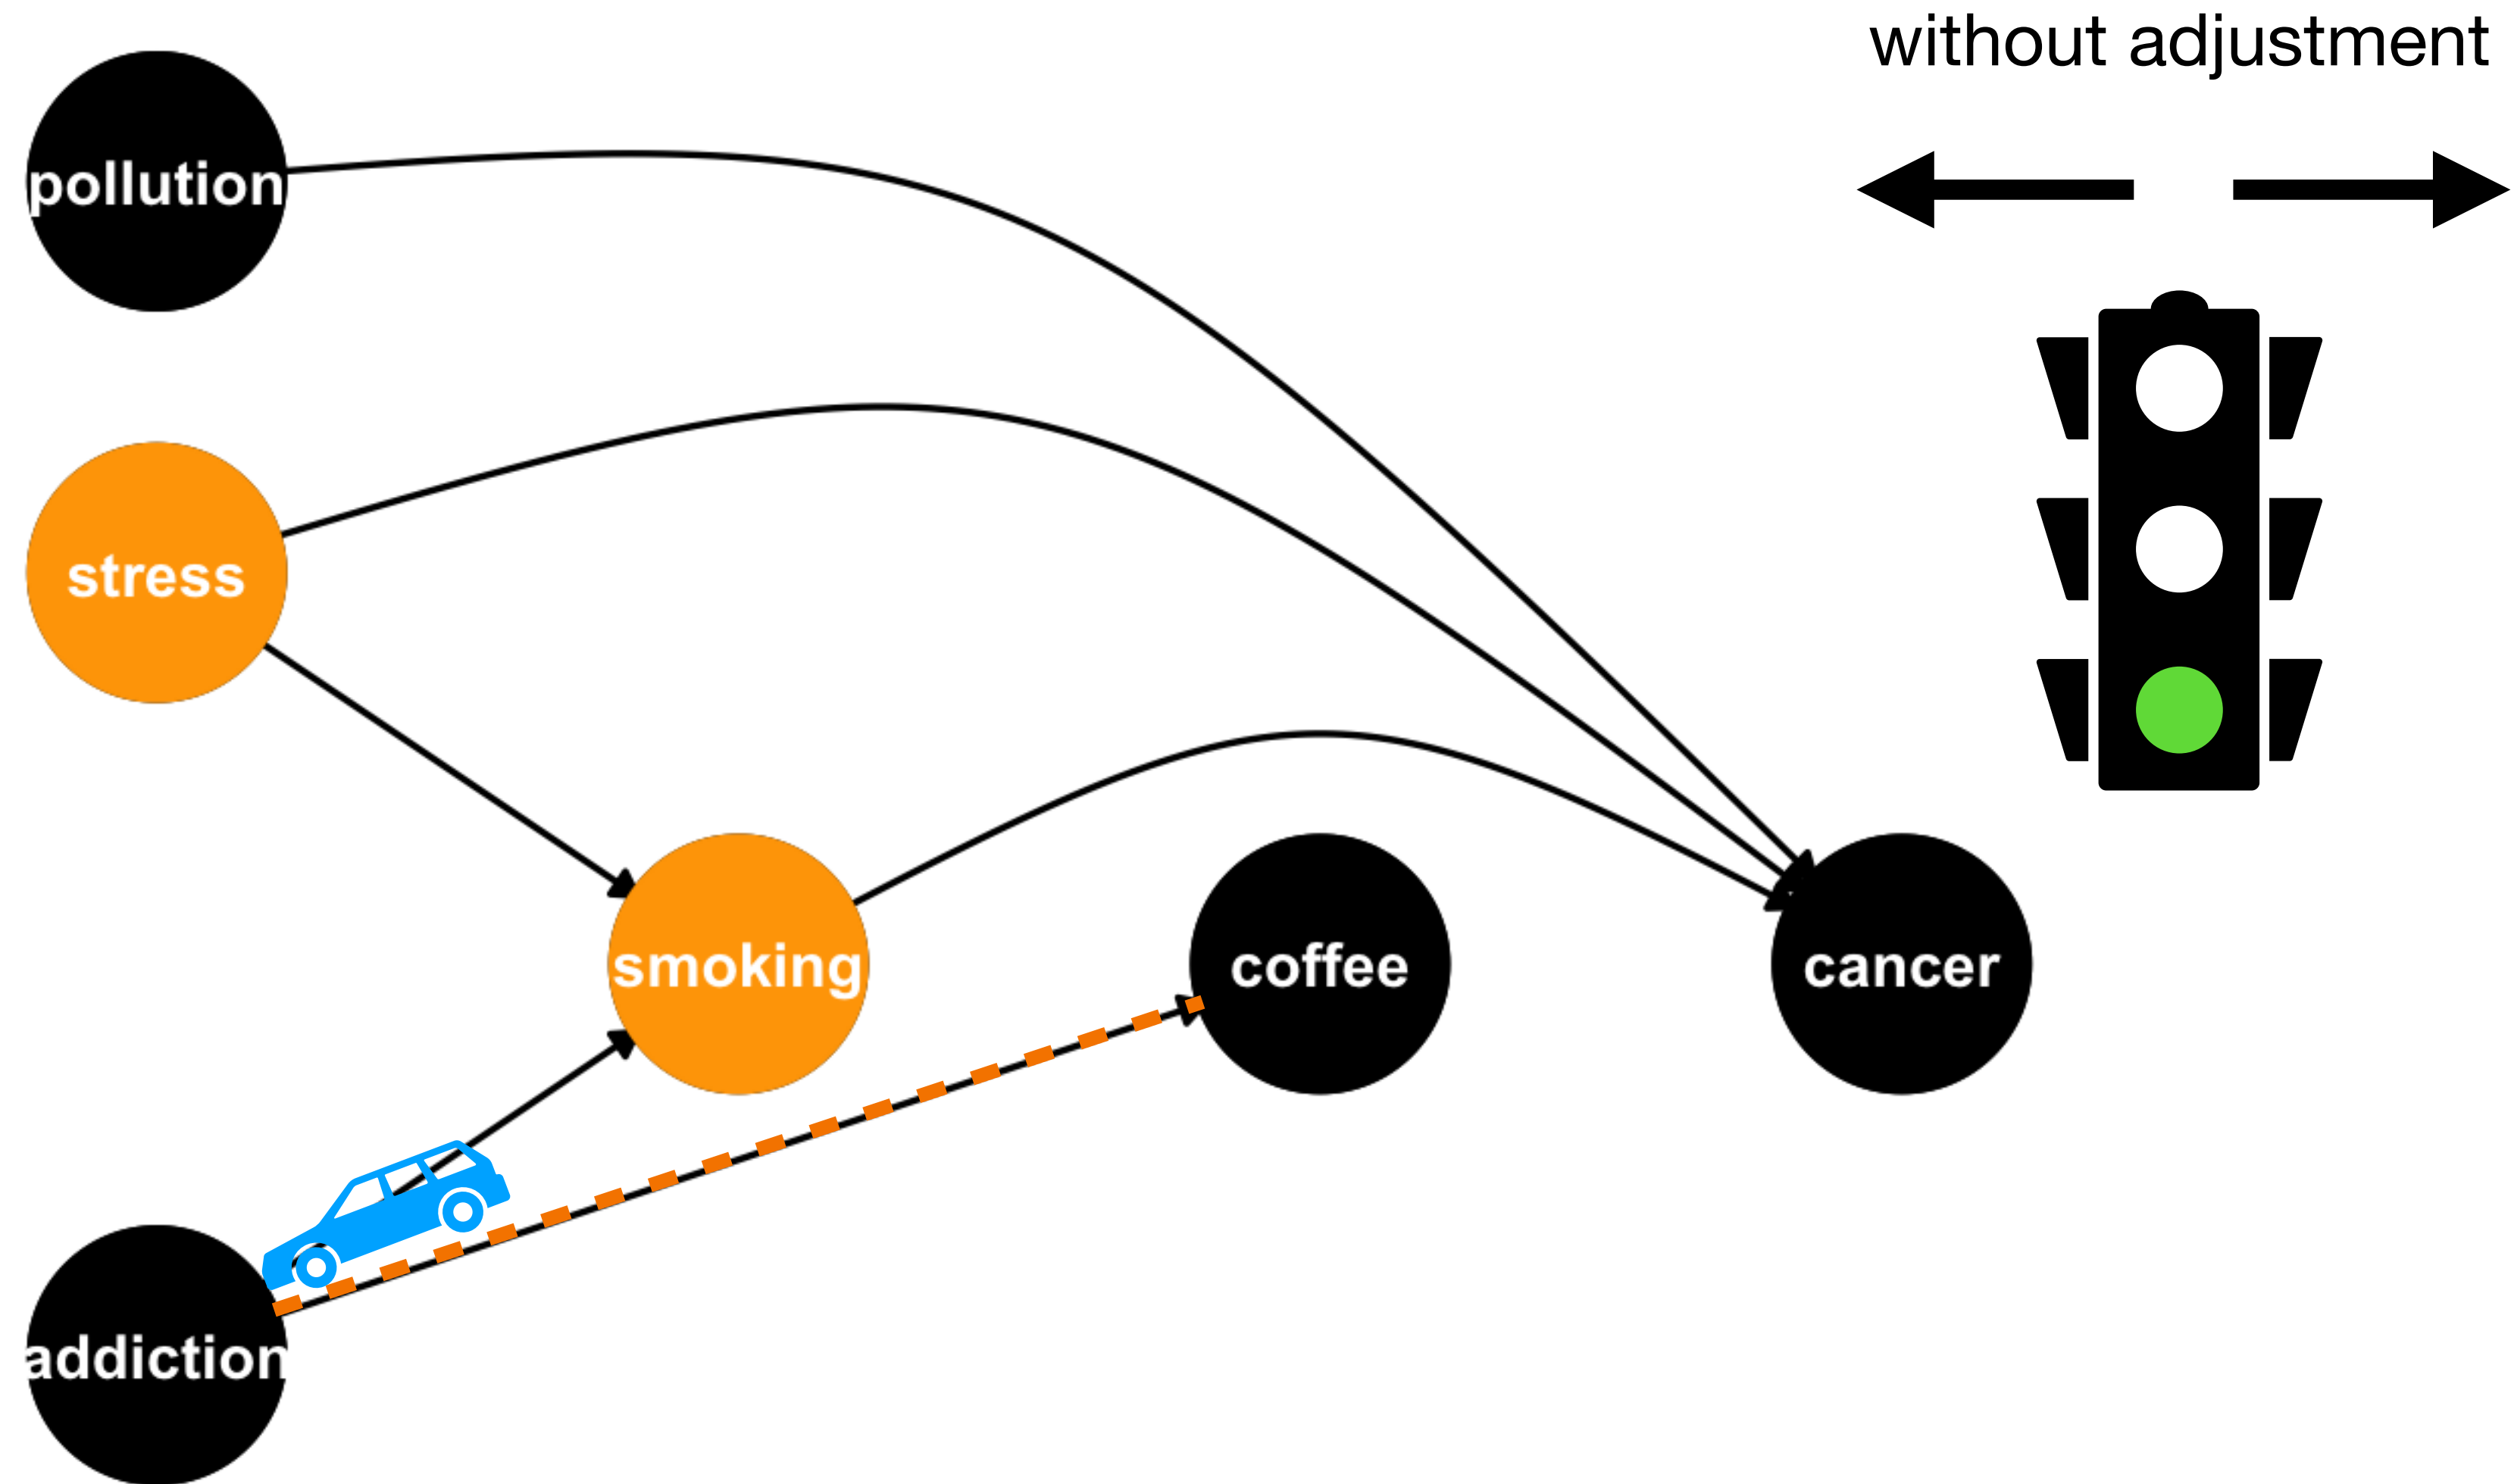 without adjustment
pollution
stress
smoking
coffee
cancer
addiction